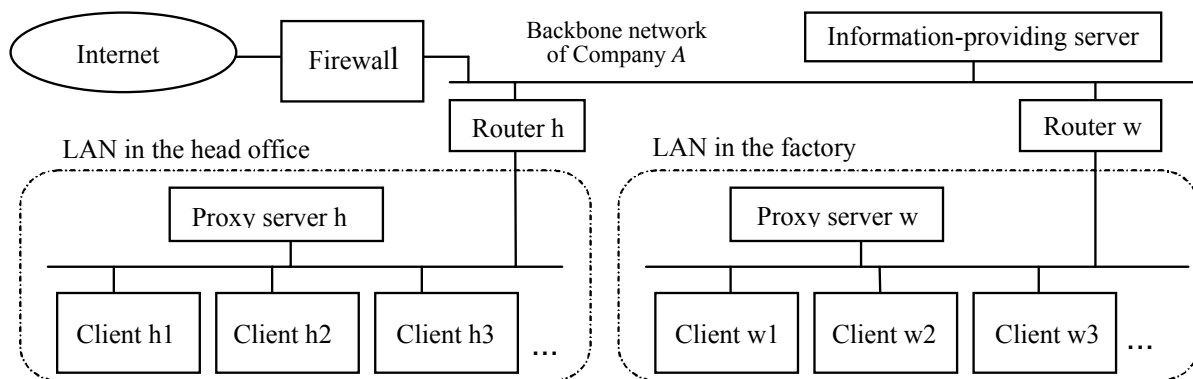 Internet
Firewall
Backbone network
of Company A
Information-providing server
Router h
Router w
LAN in the head office
LAN in the factory
Proxy server h
Proxy server w
Client h1
Client h2
Client h3
...
Client w1
Client w2
Client w3
...